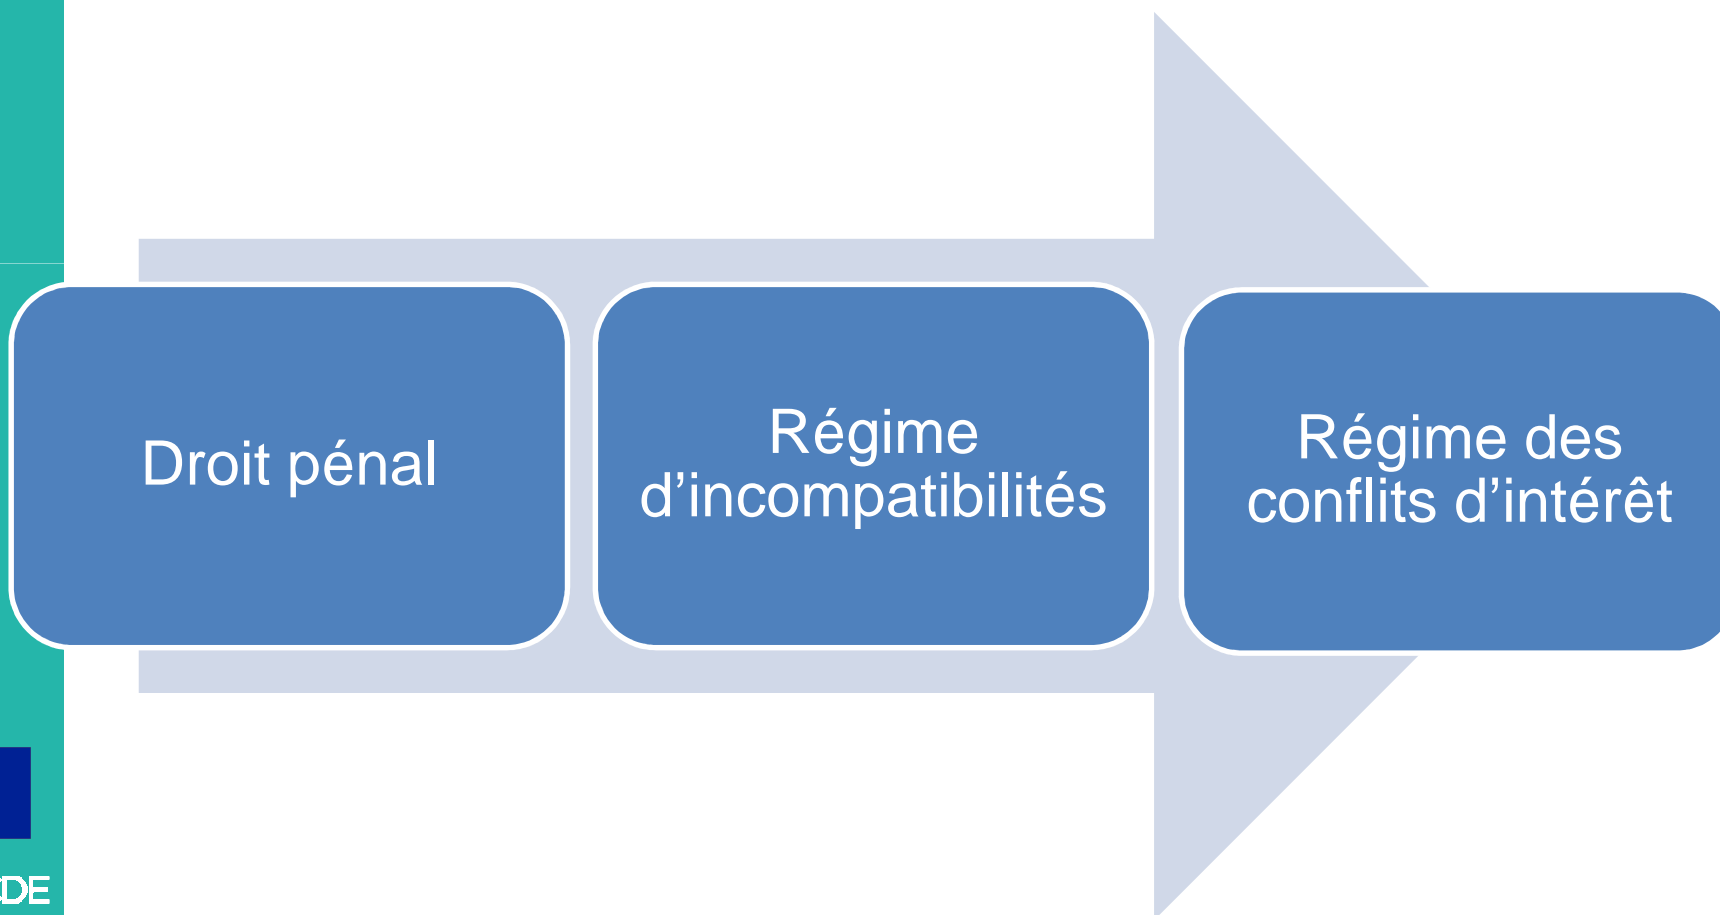 Droit pénal
Régime
d’incompatibilités
Régime des
conflits d’intérêt
DE